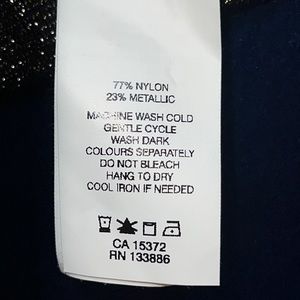 77% NYLON
23% METALLIC
MACHINE WASH COLD
GENTLE CYCLE
WASH DARK
COLOURS SEPARATELY
DO NOT BLEACH
HANG TO DRY
COOL IRON IF NEEDED
CA 15372
RN 133886